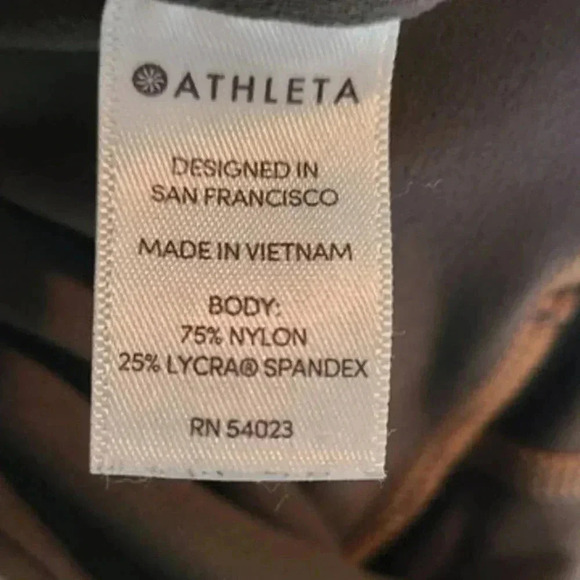 ATHLETA
DESIGNED IN
SAN FRANCISCO
MADE IN VIETNAM
BODY:
75% NYLON
25% LYCRA® SPANDEX
RN 54023